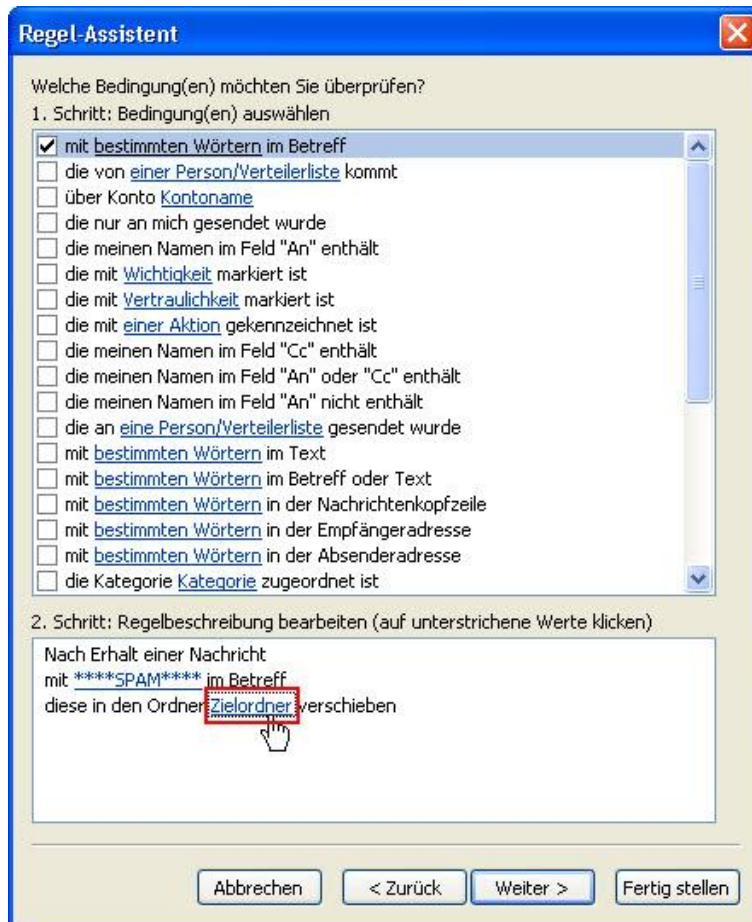 Regel-Assistent
Welche Bedingung(en) möchten Sie überprüfen?
1. Schritt: Bedingung(en) auswählen
mit bestimmten Wörtern im Betreff
die von einer Person/Verteilerliste kommt
über Konto Kontoname
die nur an mich gesendet wurde
die meinen Namen im Feld "An" enthält
die mit Wichtigkeit markiert ist
die mit Vertraulichkeit markiert ist
die mit einer Aktion gekennzeichnet ist
die meinen Namen im Feld "Cc" enthält
die meinen Namen im Feld "An" oder "Cc" enthält
die meinen Namen im Feld "An" nicht enthält
die an eine Person/Verteilerliste gesendet wurde
mit bestimmten Wörtern im Text
mit bestimmten Wörtern im Betreff oder Text
mit bestimmten Wörtern in der Nachrichtenkopfzeile
mit bestimmten Wörtern in der Empfängeradresse
mit bestimmten Wörtern in der Absenderadresse
die Kategorie Kategorie zugeordnet ist
2. Schritt: Regelbeschreibung bearbeiten (auf unterstrichene Werte klicken)
Nach Erhalt einer Nachricht
mit ****SPAM**** im Betreff
diese in den Ordner Zielordner verschieben
Abbrechen < Zurück Weiter > Fertig stellen